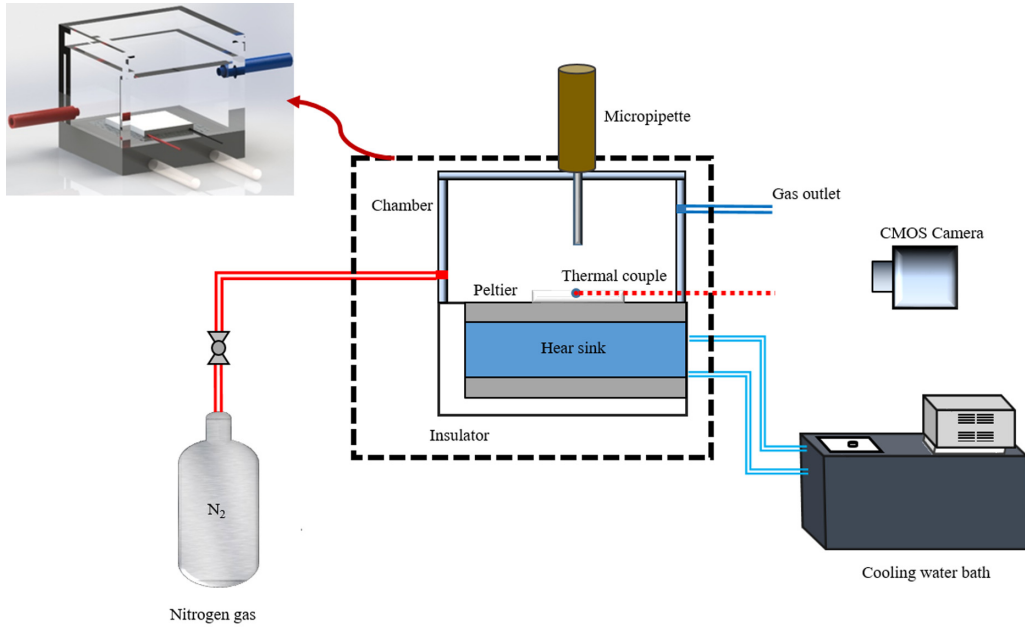 Micropipette
Chamber
Gas outlet
CMOS Camera
Thermal couple
Peltier
Hear sink
Insulator
N₂
Cooling water bath
Nitrogen gas